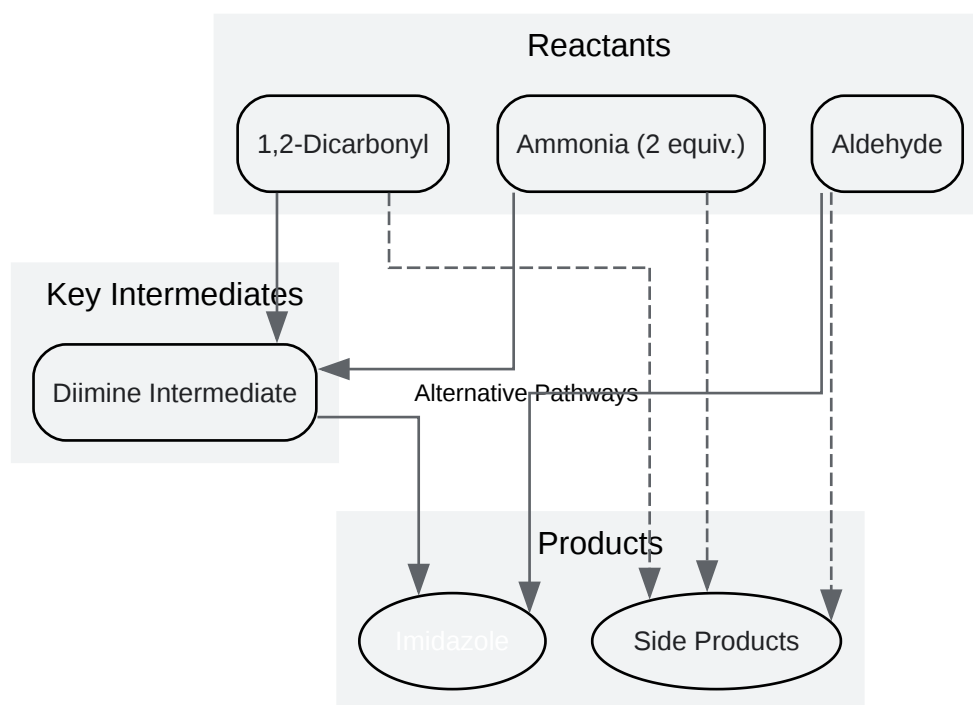 Reactants
1,2-Dicarbonyl
Ammonia (2 equiv.)
Aldehyde
Key Intermediates
Diimine Intermediate
Alternative Pathways
Products
Imidazole
Side Products